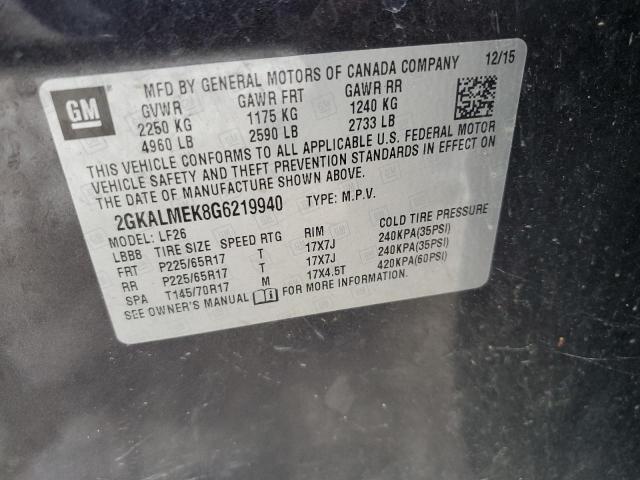 MFD BY GENERAL MOTORS OF CANADA COMPANY 12/15
GM
GVWR GAWR FRT GAWR RR
2250 KG 1175 KG 1240 KG
4960 LB 2590 LB 2733 LB
THIS VEHICLE CONFORMS TO ALL APPLICABLE U.S. FEDERAL MOTOR
VEHICLE SAFETY AND THEFT PREVENTION STANDARDS IN EFFECT ON
THE DATE OF MANUFACTURE SHOWN ABOVE.
2GKALMEK8G6219940 TYPE: M.P.V.
MODEL: LF26
LBB8 TIRE SIZE SPEED RTG RIM COLD TIRE PRESSURE
FRT P225/65R17 T 17X7J 240KPA(35PSI)
RR P225/65R17 T 17X7J 240KPA(35PSI)
SPA T145/70R17 M 17X4.5T 420KPA(60PSI)
SEE OWNER'S MANUAL FOR MORE INFORMATION.